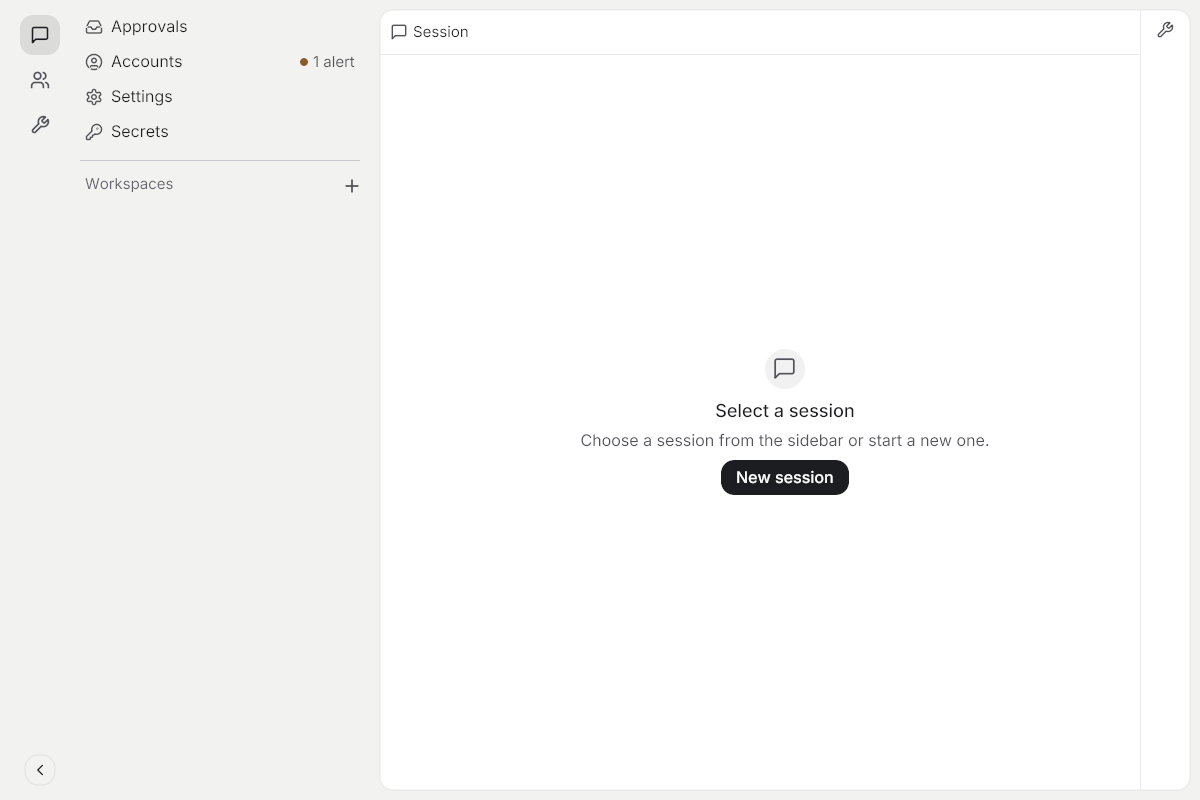 Approvals
Accounts
1 alert
Settings
Secrets
Workspaces
Session
Select a session
Choose a session from the sidebar or start a new one.
New session